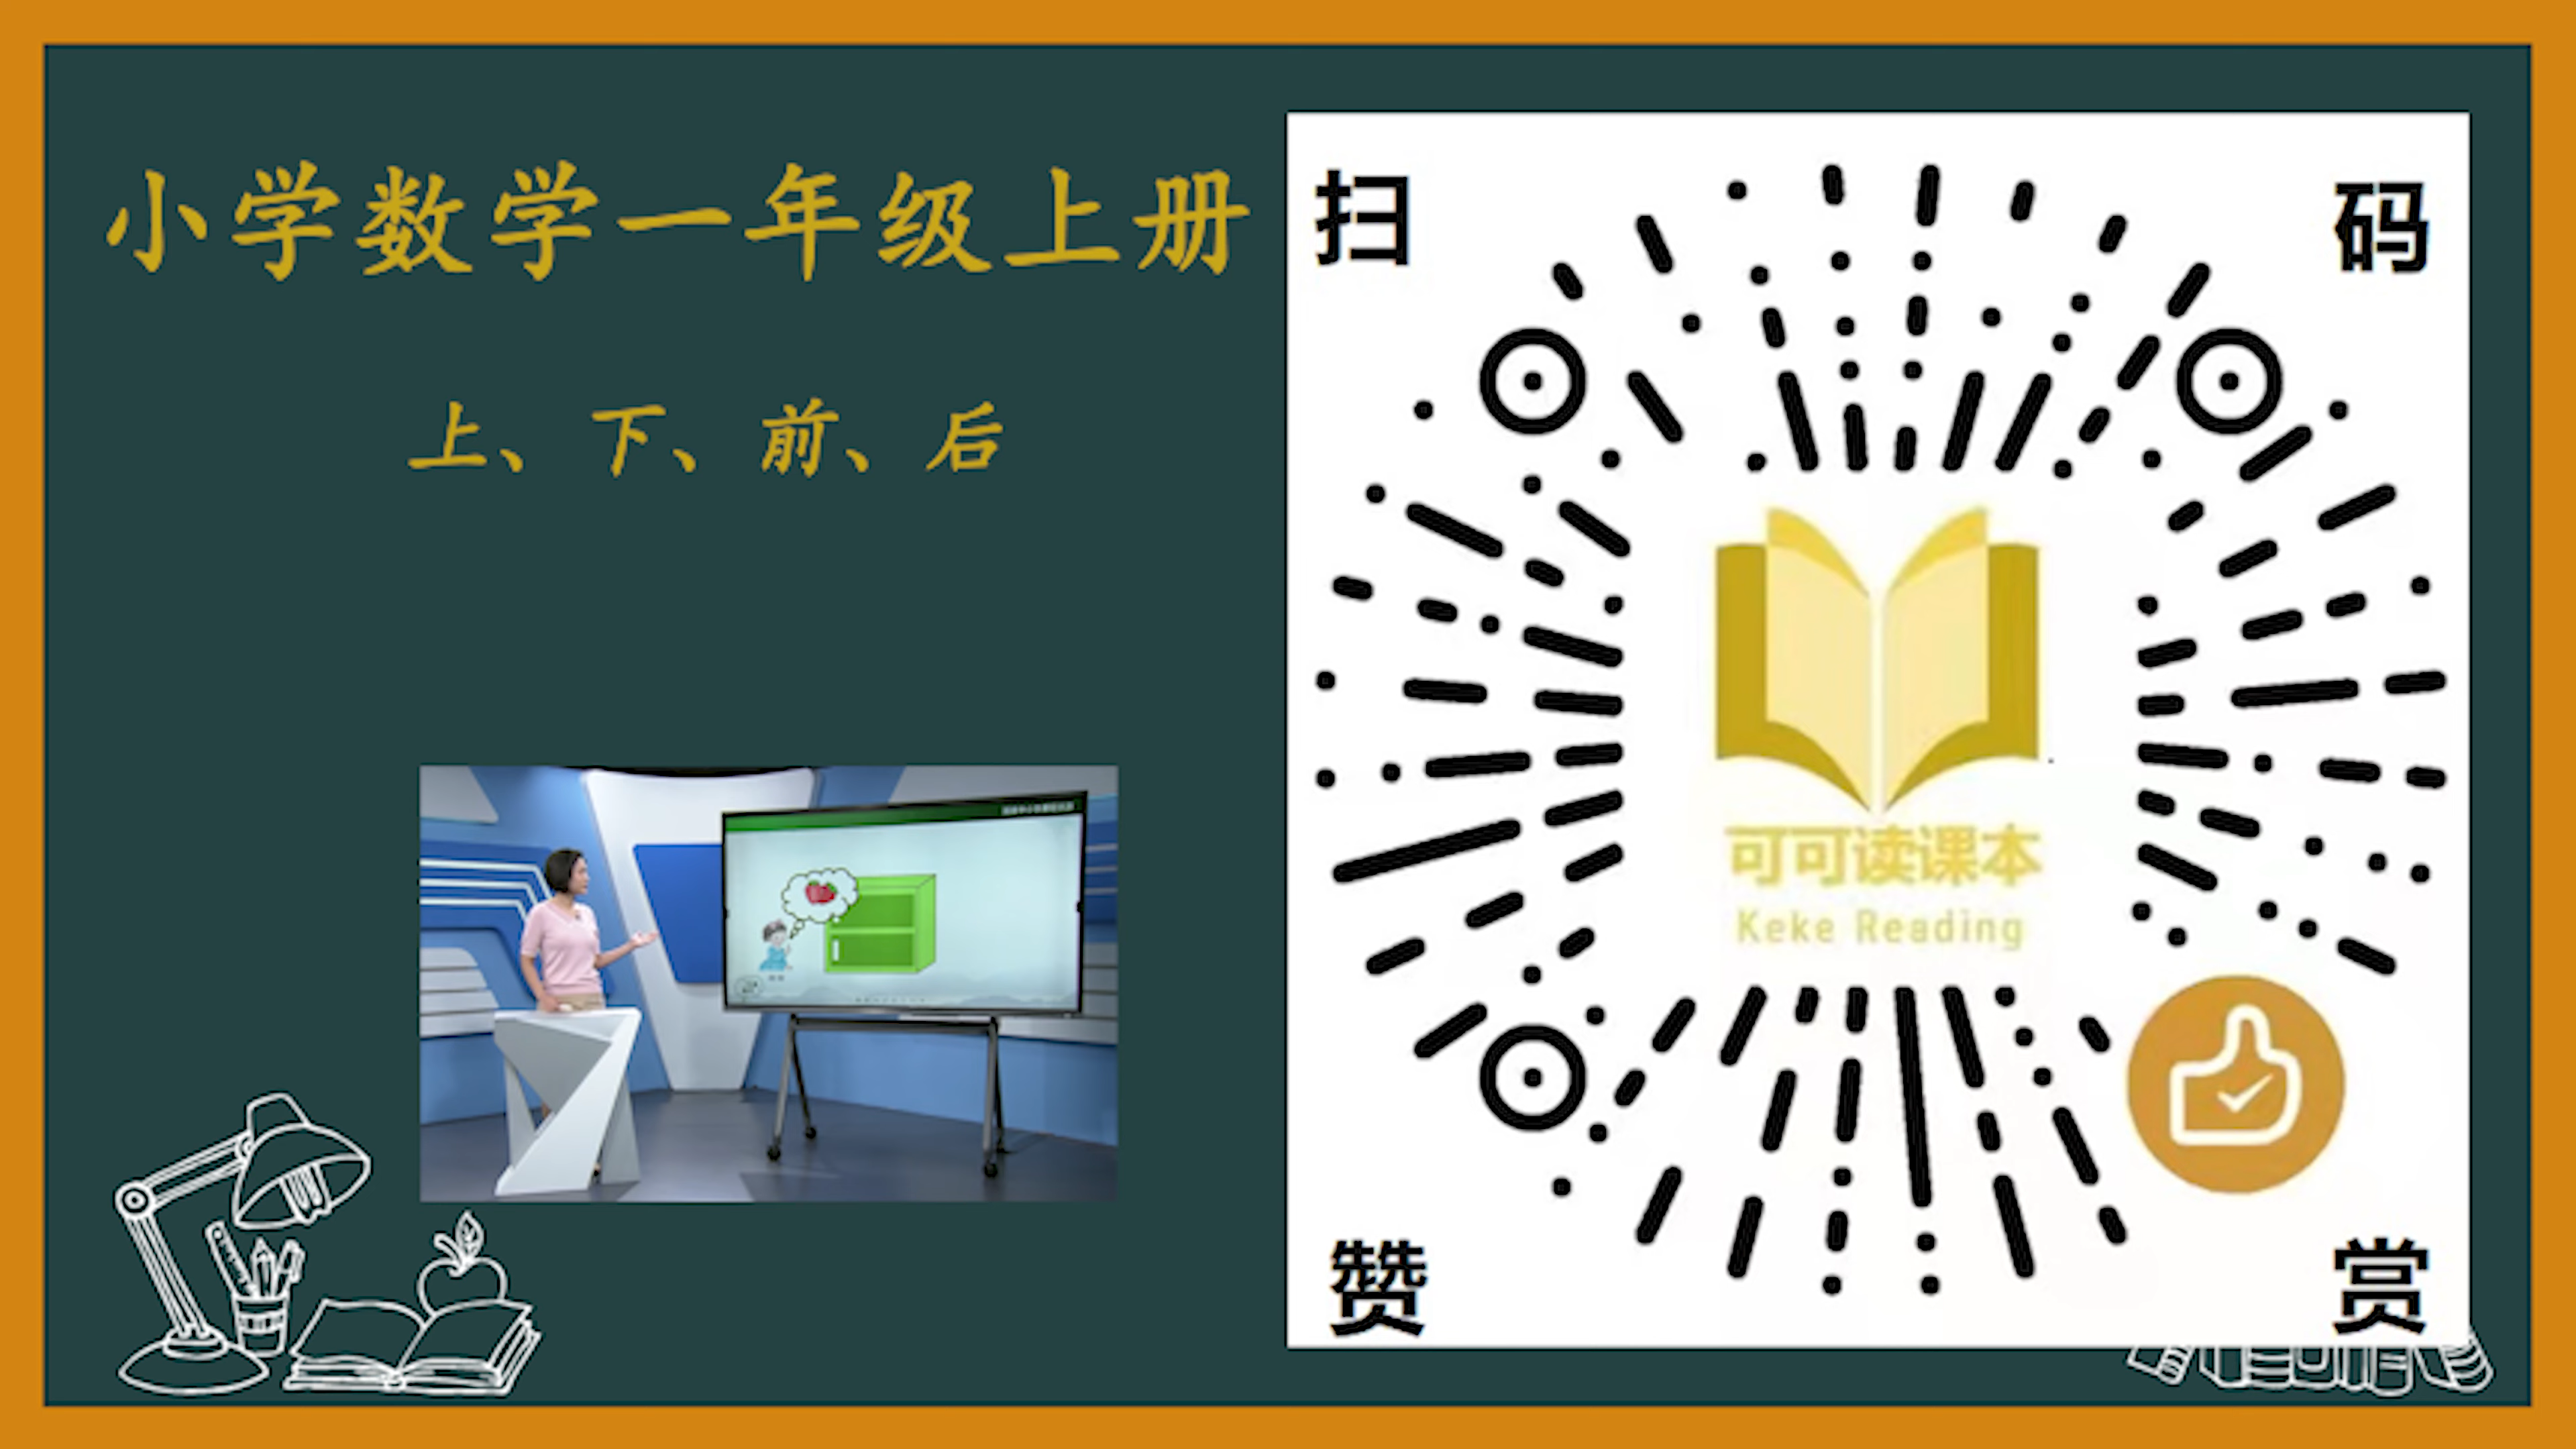 小学数学一年级上册
上、下、前、后
扫 码
可可读课本
Keke Reading
赞 赏